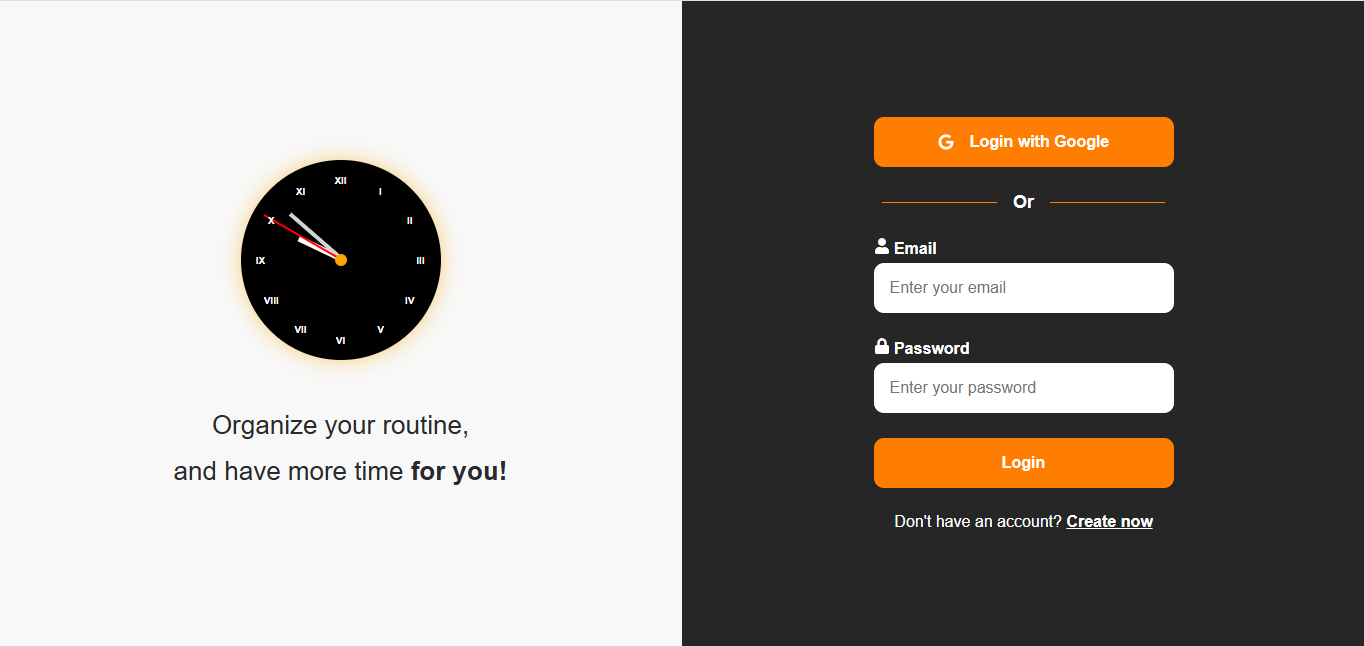 XII
XI
I
X
II
IX
III
VIII
IV
VII
V
VI
Organize your routine,
and have more time for you!
G Login with Google
Or
Email
Enter your email
Password
Enter your password
Login
Don't have an account? Create now